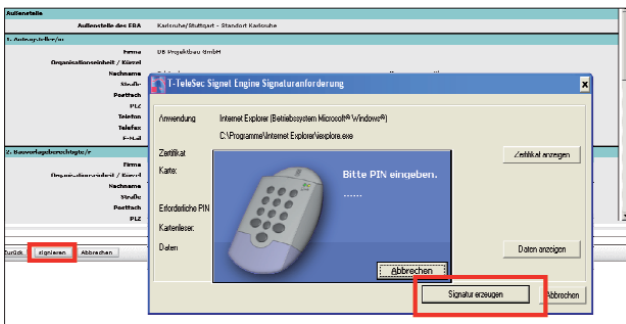 Außenstelle
Außenstelle des EBA Karlsruhe/Stuttgart - Standort Karlsruhe
1. Antragsteller/in
Firma DB ProjektBau GmbH
Organisationseinheit / Kürzel
Nachname
Straße
Postfach
PLZ
Telefon
Telefax
E-Mail
2. Bauvorlageberechtigte/r
Firma
Organisationseinheit / Kürzel
Nachname
Straße
Postfach
PLZ
Zurück signieren Abbrechen
T-TeleSec Signet Engine Signaturanforderung
Anwendung Internet Explorer (Betriebssystem Microsoft® Windows®)
C:\Programme\Internet Explorer\iexplore.exe
Zertifikat
Zertifikat anzeigen
Karte:
Bitte PIN eingeben.
......
Erforderliche PIN
Kartenleser:
Daten
Daten anzeigen
Abbrechen
Signatur erzeugen Abbrechen